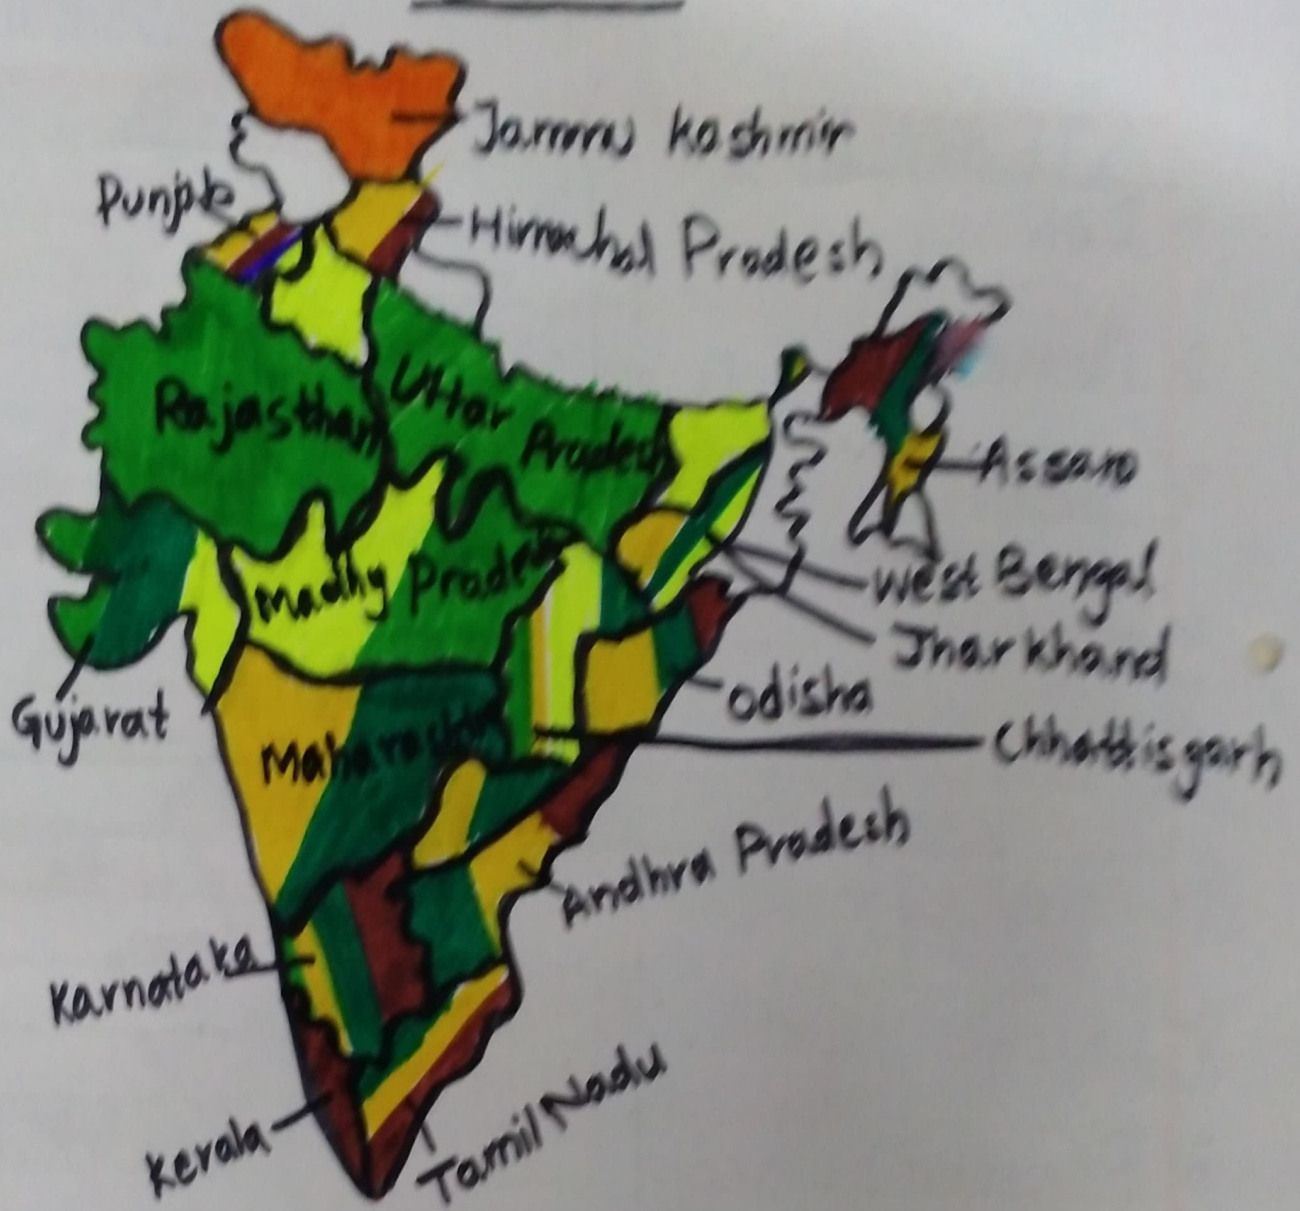 Jammu Kashmir
Punjab
Himachal Pradesh
Rajasthan
Uttar
Pradesh
Assam
Madhy Pradesh
West Bengal
Jharkhand
Gujarat
Odisha
Maharashtra
Chhattisgarh
Andhra Pradesh
Karnataka
Kerala
Tamil Nadu